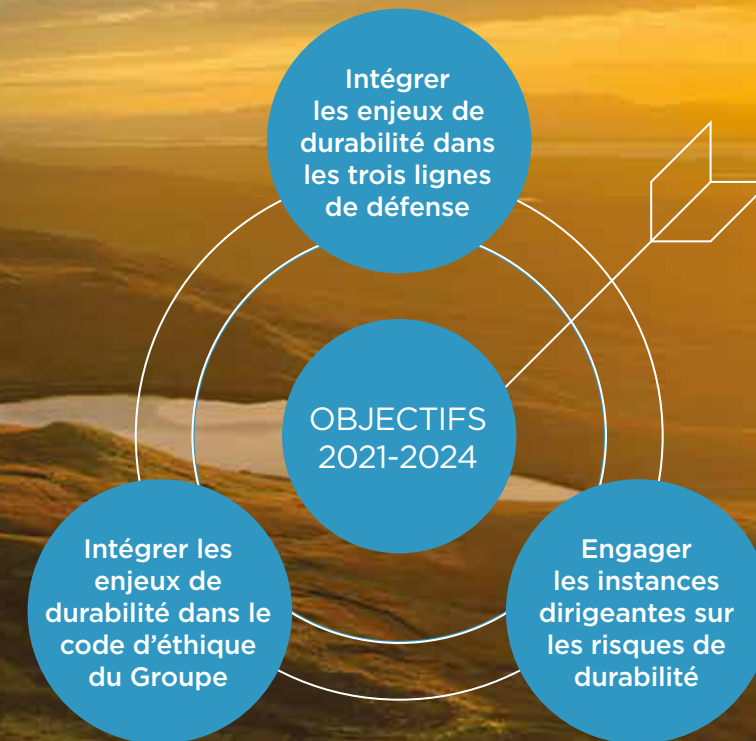 Intégrer
les enjeux de
durabilité dans
les trois lignes
de défense
OBJECTIFS
2021-2024
Intégrer les
enjeux de
durabilité dans le
code d’éthique
du Groupe
Engager
les instances
dirigeantes sur
les risques de
durabilité